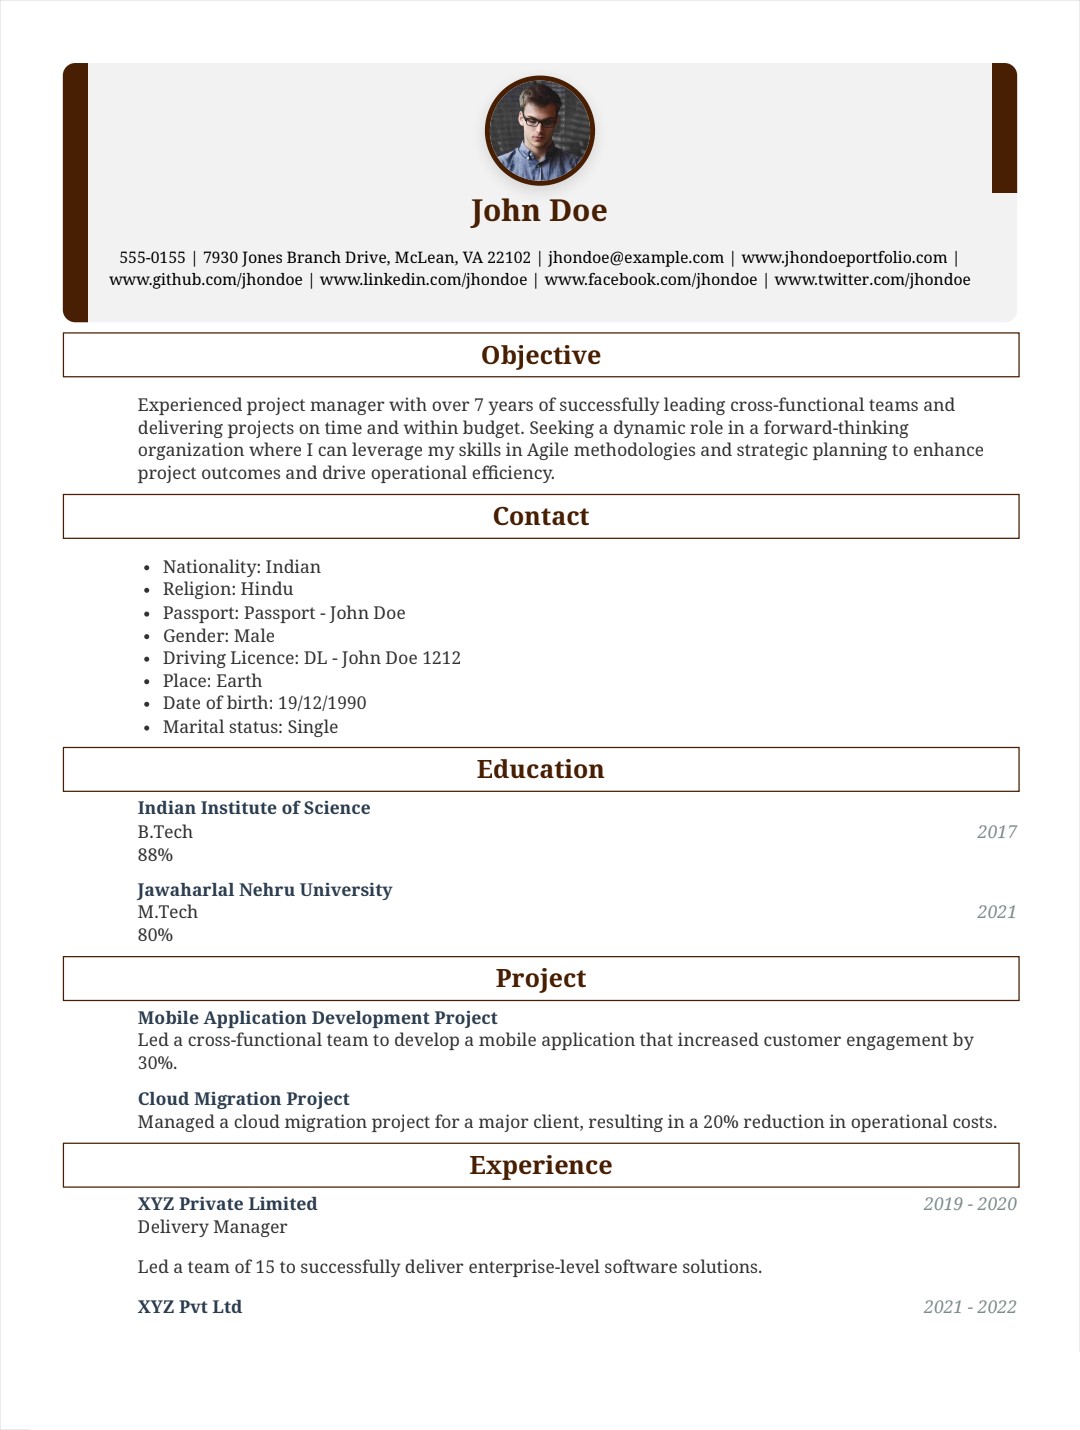 John Doe
555-0155 | 7930 Jones Branch Drive, McLean, VA 22102 | jhondoe@example.com | www.jhondoeportfolio.com |
www.github.com/jhondoe | www.linkedin.com/jhondoe | www.facebook.com/jhondoe | www.twitter.com/jhondoe
Objective
Experienced project manager with over 7 years of successfully leading cross-functional teams and
delivering projects on time and within budget. Seeking a dynamic role in a forward-thinking
organization where I can leverage my skills in Agile methodologies and strategic planning to enhance
project outcomes and drive operational efficiency.
Contact
• Nationality: Indian
• Religion: Hindu
• Passport: Passport - John Doe
• Gender: Male
• Driving Licence: DL - John Doe 1212
• Place: Earth
• Date of birth: 19/12/1990
• Marital status: Single
Education
Indian Institute of Science
B.Tech 2017
88%
Jawaharlal Nehru University
M.Tech 2021
80%
Project
Mobile Application Development Project
Led a cross-functional team to develop a mobile application that increased customer engagement by
30%.
Cloud Migration Project
Managed a cloud migration project for a major client, resulting in a 20% reduction in operational costs.
Experience
XYZ Private Limited 2019 - 2020
Delivery Manager
Led a team of 15 to successfully deliver enterprise-level software solutions.
XYZ Pvt Ltd 2021 - 2022